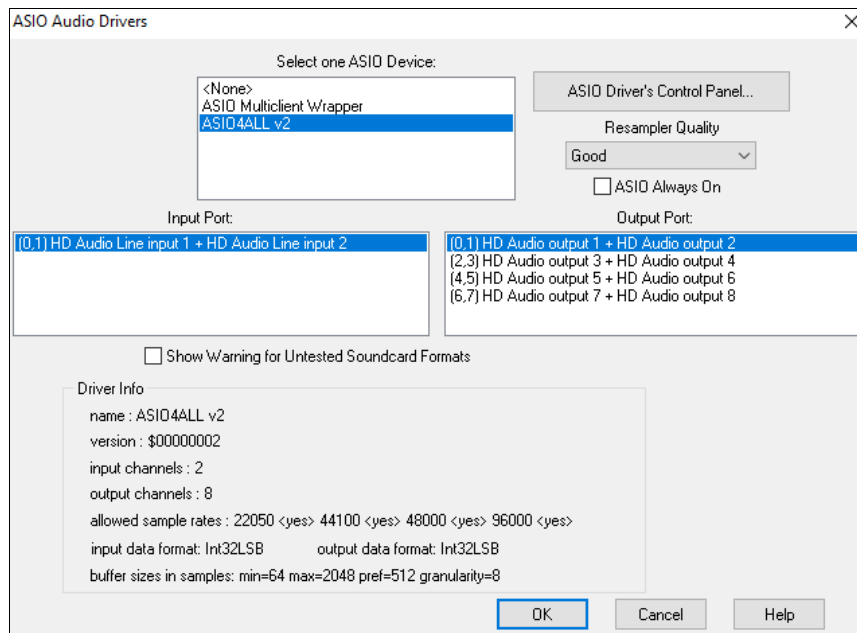 ASIO Audio Drivers
Select one ASIO Device:
<None>
ASIO Multiclient Wrapper
ASIO4ALL v2
ASIO Driver's Control Panel...
Resampler Quality
Good
ASIO Always On
Input Port:
(0,1) HD Audio Line input 1 + HD Audio Line input 2
Output Port:
(0,1) HD Audio output 1 + HD Audio output 2
(2,3) HD Audio output 3 + HD Audio output 4
(4,5) HD Audio output 5 + HD Audio output 6
(6,7) HD Audio output 7 + HD Audio output 8
Show Warning for Untested Soundcard Formats
Driver Info
name : ASIO4ALL v2
version : $00000002
input channels : 2
output channels : 8
allowed sample rates : 22050 <yes> 44100 <yes> 48000 <yes> 96000 <yes>
input data format: Int32LSB output data format: Int32LSB
buffer sizes in samples: min=64 max=2048 pref=512 granularity=8
OK
Cancel
Help